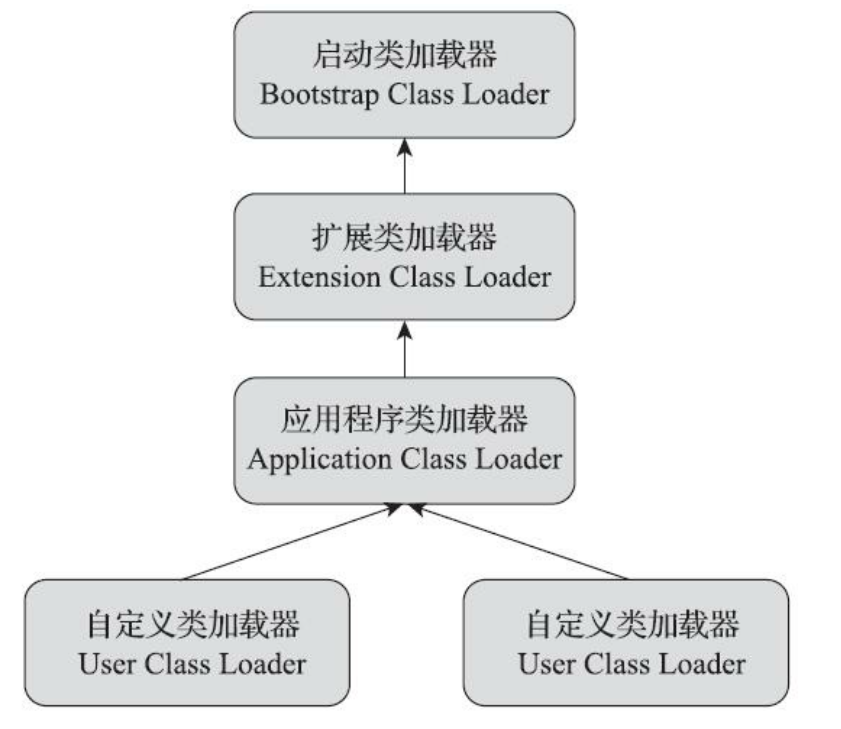 启动类加载器
Bootstrap Class Loader
扩展类加载器
Extension Class Loader
应用程序类加载器
Application Class Loader
自定义类加载器
User Class Loader
自定义类加载器
User Class Loader